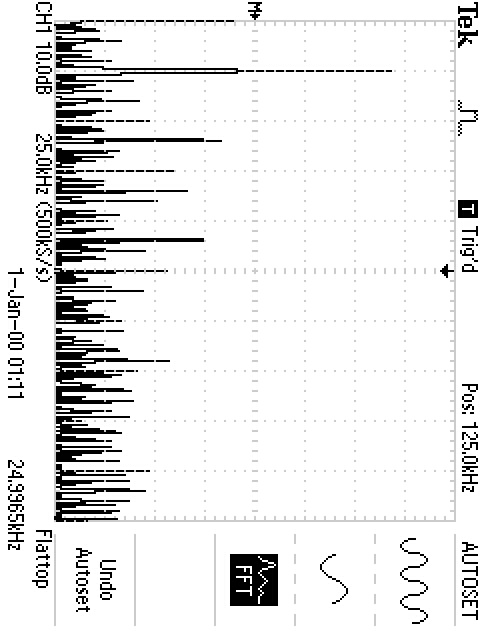 Tek
T Trig'd
Pos: 125.0kHz
AUTOSET
M
FFT
Undo
Autoset
CH1 10.0dB
25.0kHz (500kS/s)
Flattop
1-Jan-00 01:11
24.9965kHz